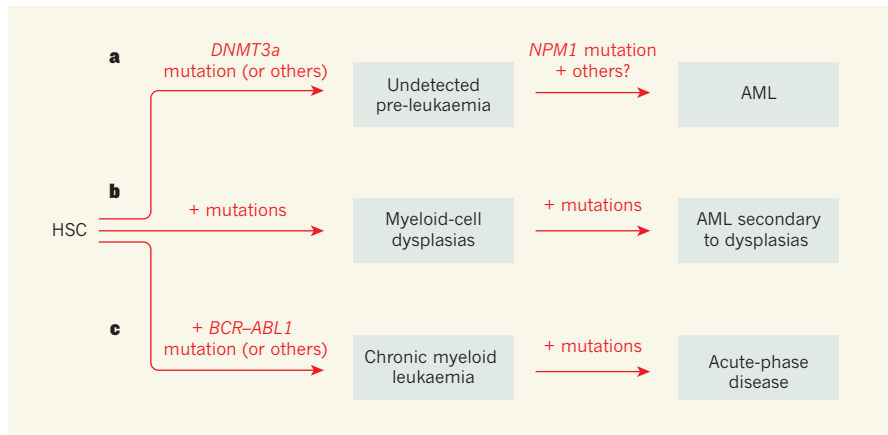 a
DNMT3a
mutation (or others)
Undetected
pre-leukaemia
NPM1 mutation
+ others?
AML
b
HSC
+ mutations
Myeloid-cell
dysplasias
+ mutations
AML secondary
to dysplasias
c
+ BCR–ABL1
mutation (or others)
Chronic myeloid
leukaemia
+ mutations
Acute-phase
disease